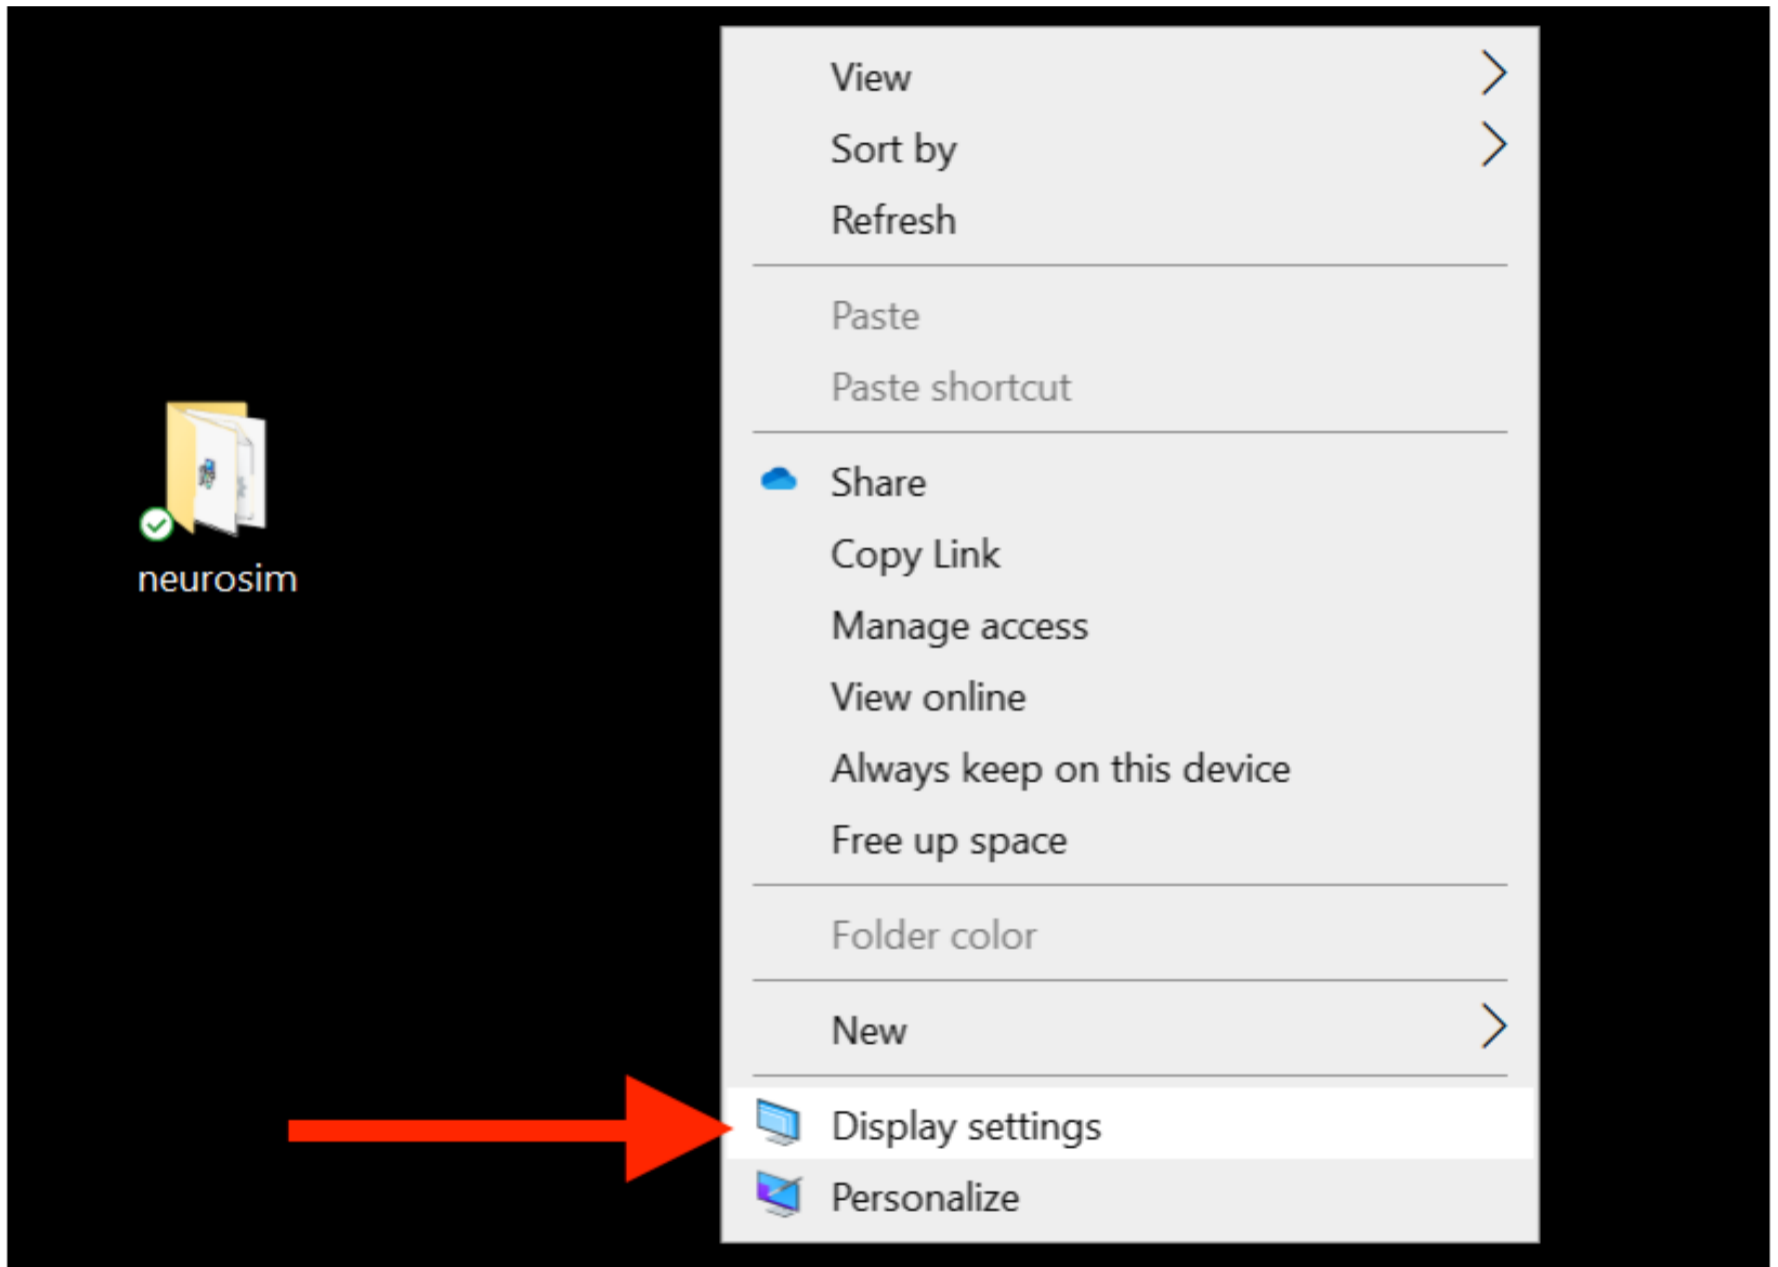 View
Sort by
Refresh
Paste
Paste shortcut
Share
Copy Link
Manage access
View online
Always keep on this device
Free up space
Folder color
New
Display settings
Personalize
neurosim